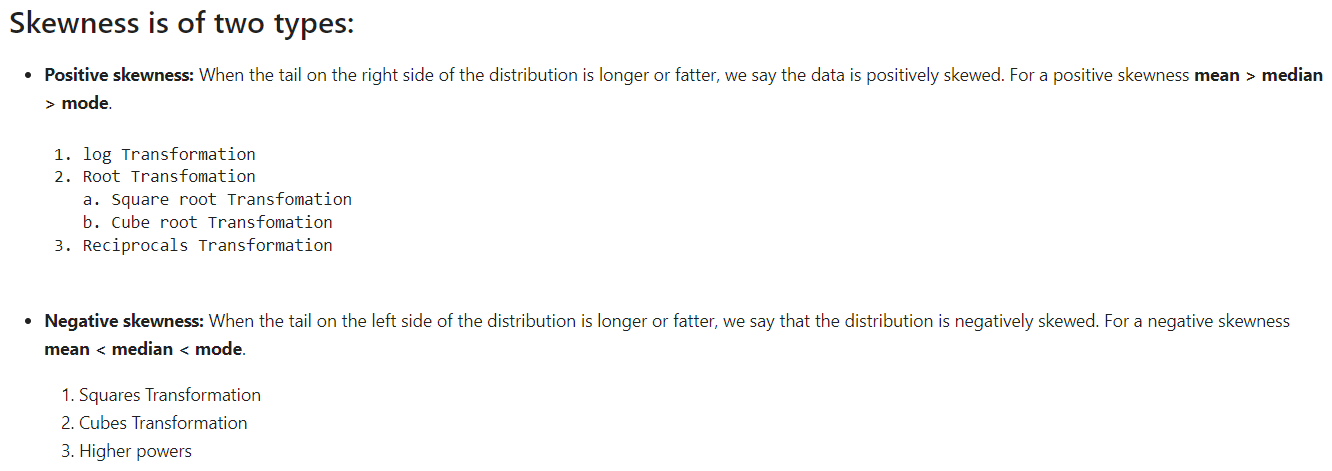 Skewness is of two types:
• Positive skewness: When the tail on the right side of the distribution is longer or fatter, we say the data is positively skewed. For a positive skewness mean > median
> mode.
1. log Transformation
2. Root Transfomation
a. Square root Transfomation
b. Cube root Transfomation
3. Reciprocals Transformation
• Negative skewness: When the tail on the left side of the distribution is longer or fatter, we say that the distribution is negatively skewed. For a negative skewness
mean < median < mode.
1. Squares Transformation
2. Cubes Transformation
3. Higher powers